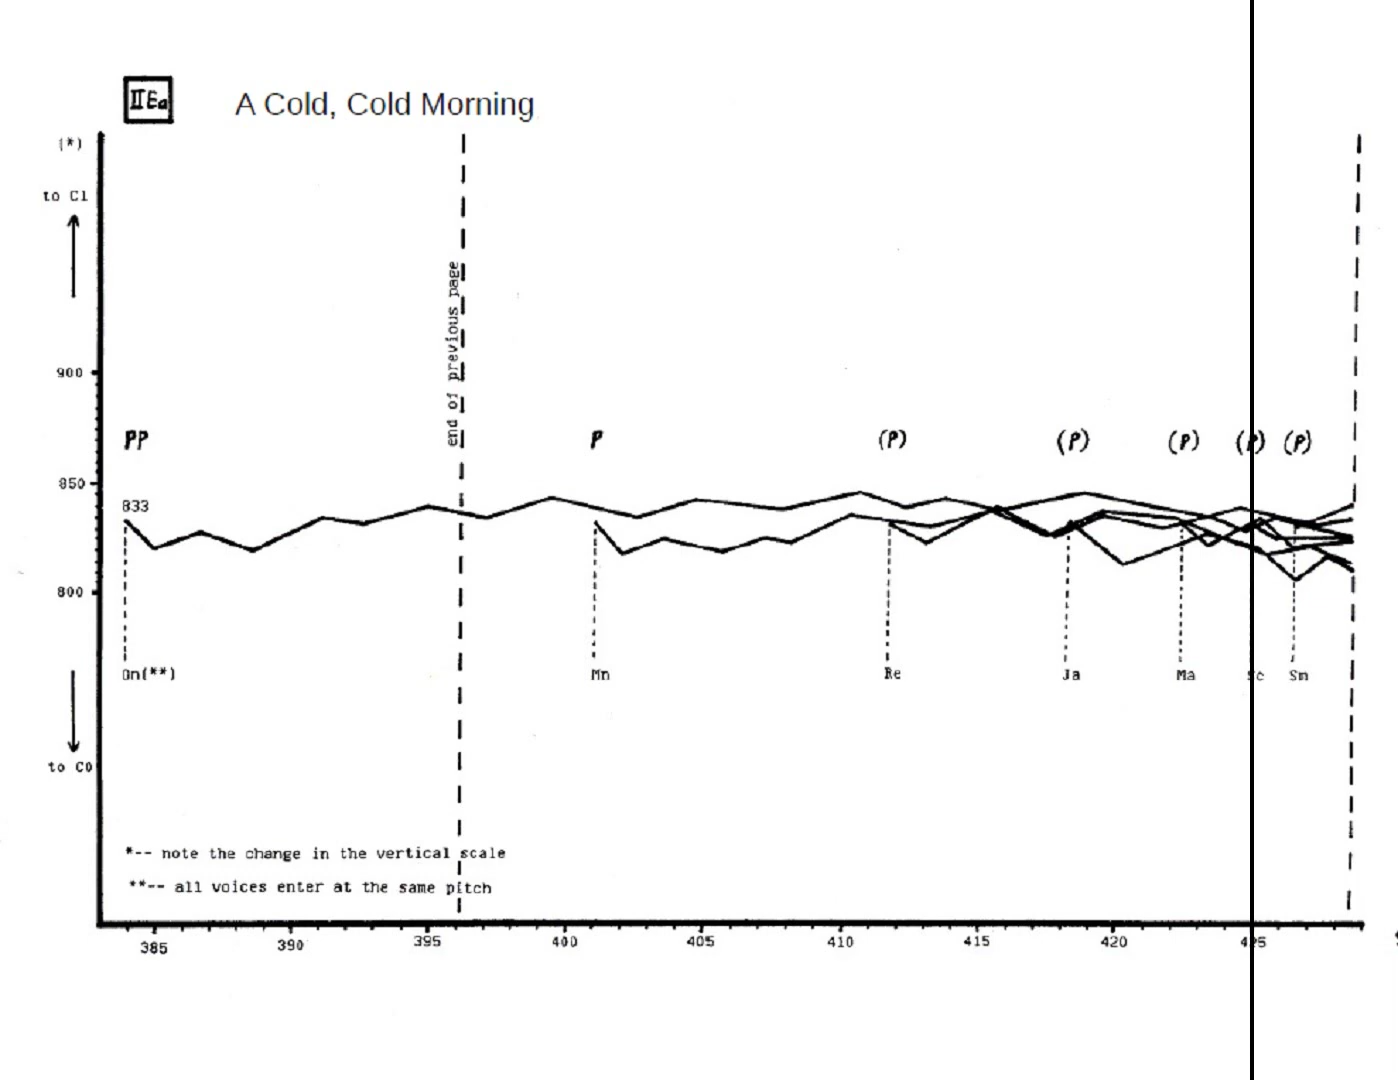 IIEa
A Cold, Cold Morning
(*)
to C1
end of previous page
900
PP P (P) (P) (P) (P) (P)
850
833
800
Mn Re Ja Ma Sm
to C0
*-- note the change in the vertical scale
**-- all voices enter at the same pitch
385 390 395 400 405 410 415 420